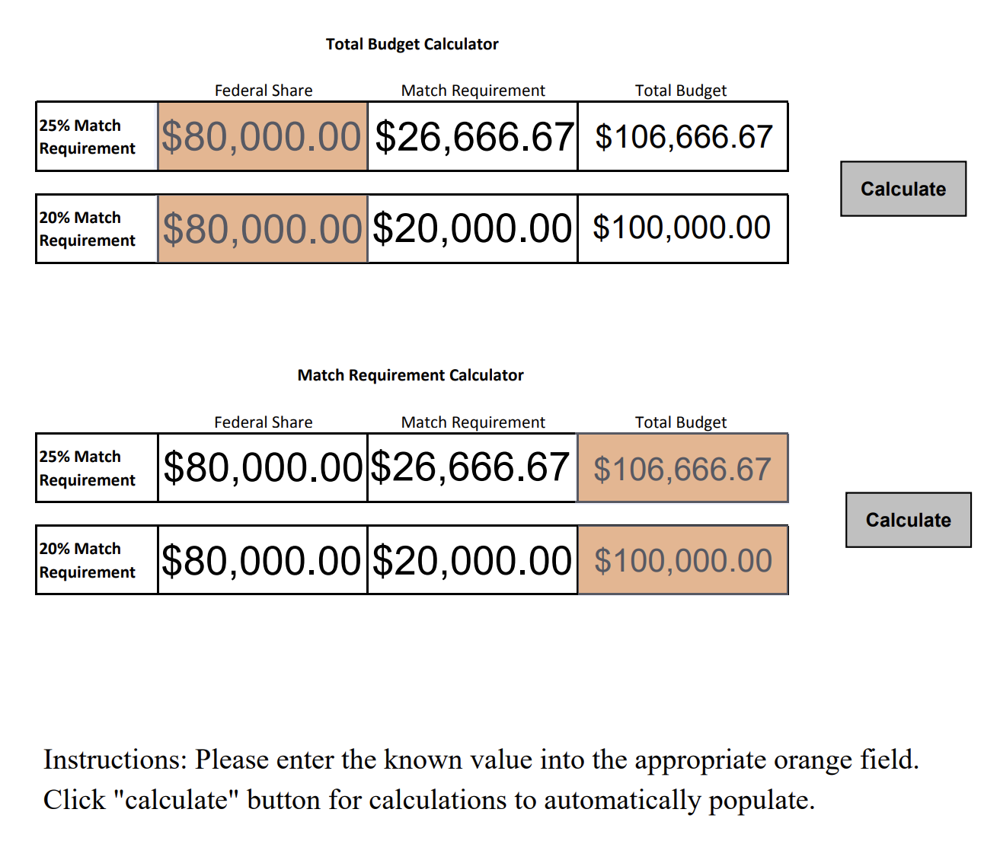 Total Budget Calculator
Federal Share Match Requirement Total Budget
25% Match
Requirement
$80,000.00 $26,666.67 $106,666.67
Calculate
20% Match
Requirement
$80,000.00 $20,000.00 $100,000.00
Match Requirement Calculator
Federal Share Match Requirement Total Budget
25% Match
Requirement
$80,000.00 $26,666.67 $106,666.67
Calculate
20% Match
Requirement
$80,000.00 $20,000.00 $100,000.00
Instructions: Please enter the known value into the appropriate orange field.
Click "calculate" button for calculations to automatically populate.